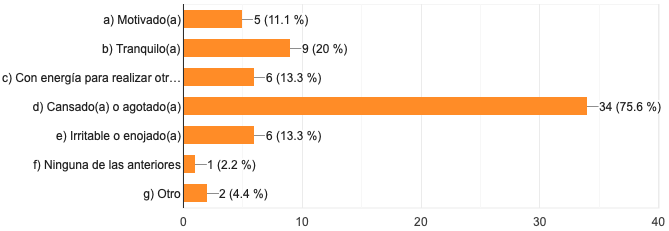 a) Motivado(a)
5 (11.1 %)
b) Tranquilo(a)
9 (20 %)
c) Con energía para realizar otr…
6 (13.3 %)
d) Cansado(a) o agotado(a)
34 (75.6 %)
e) Irritable o enojado(a)
6 (13.3 %)
f) Ninguna de las anteriores
1 (2.2 %)
g) Otro
2 (4.4 %)
0 10 20 30 40